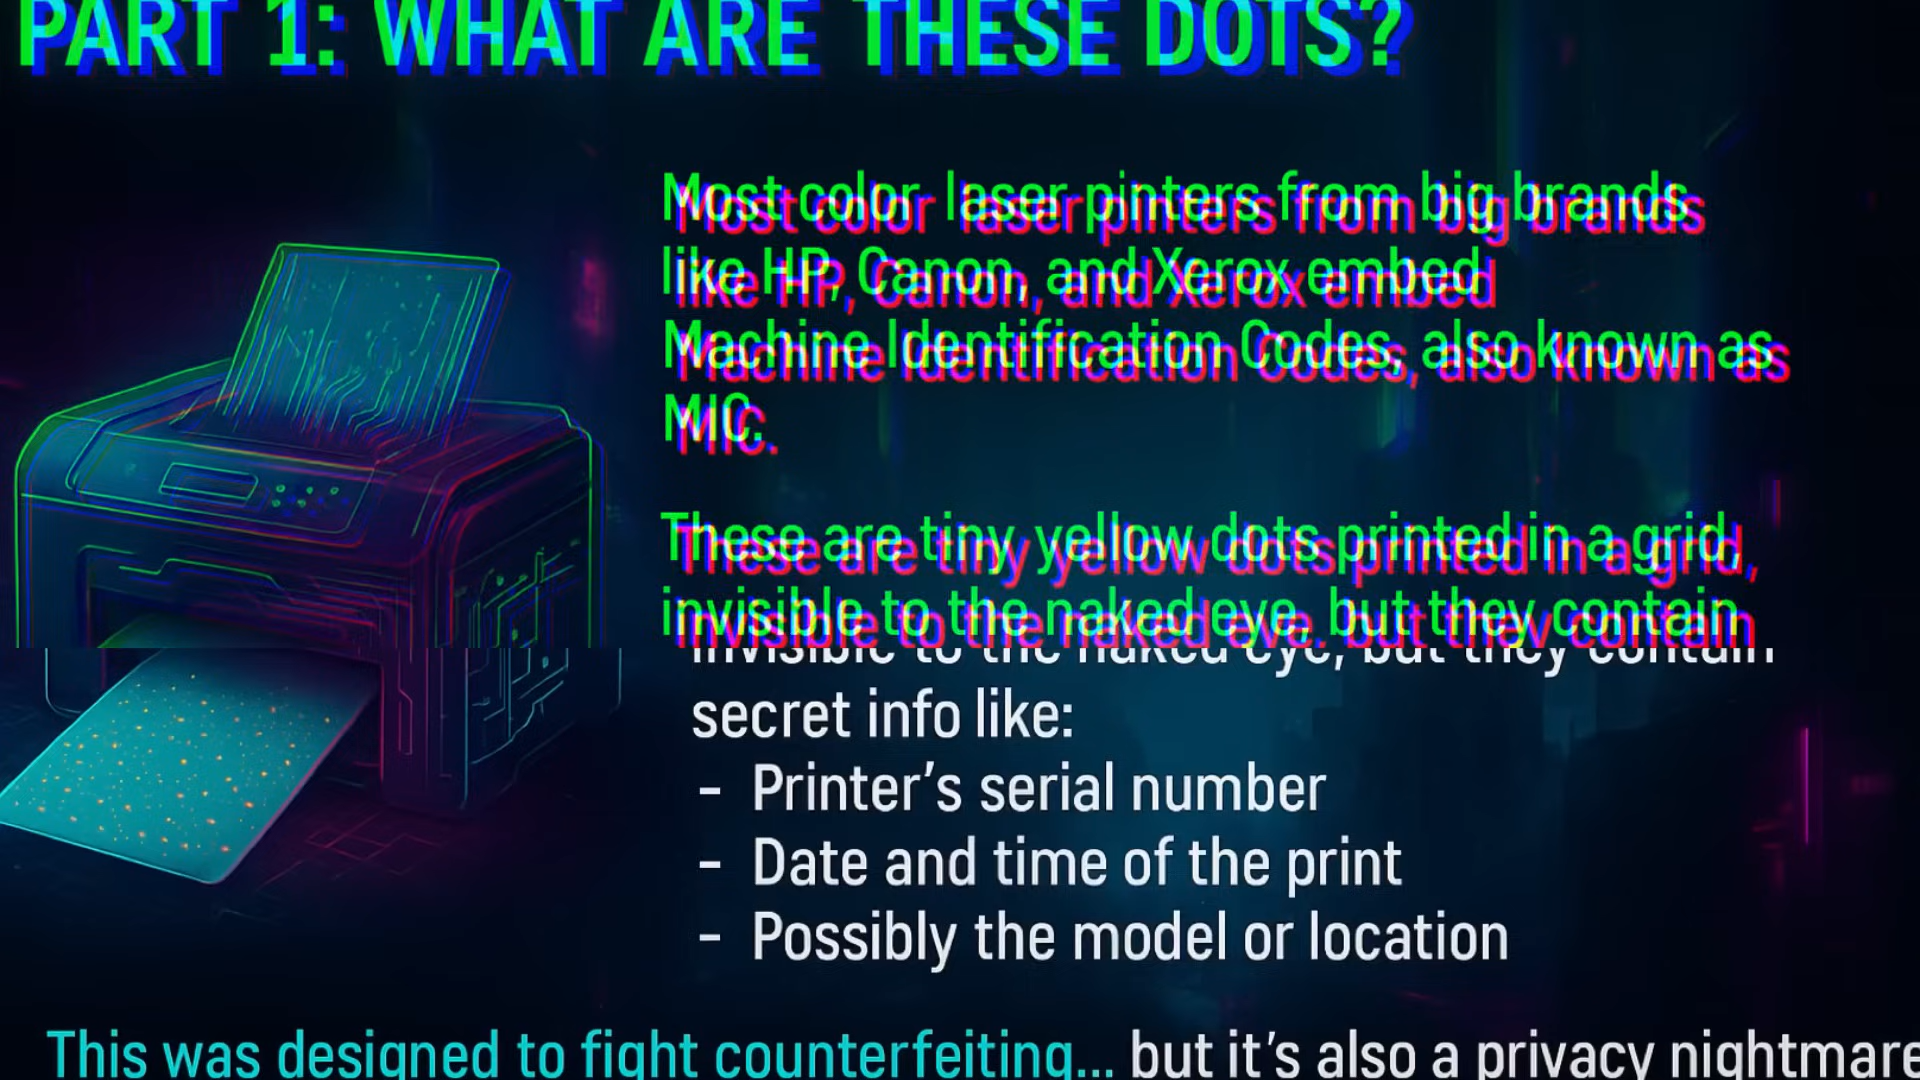 PART 1: WHAT ARE THESE DOTS?
Most color laser pinters from big brands
like HP, Canon, and Xerox embed
Machine Identification Codes, also known as
MIC.
These are tiny yellow dots printed in a grid,
invisible to the naked eye, but they contain
secret info like:
- Printer’s serial number
- Date and time of the print
- Possibly the model or location
This was designed to fight counterfeiting... but it’s also a privacy nightmare